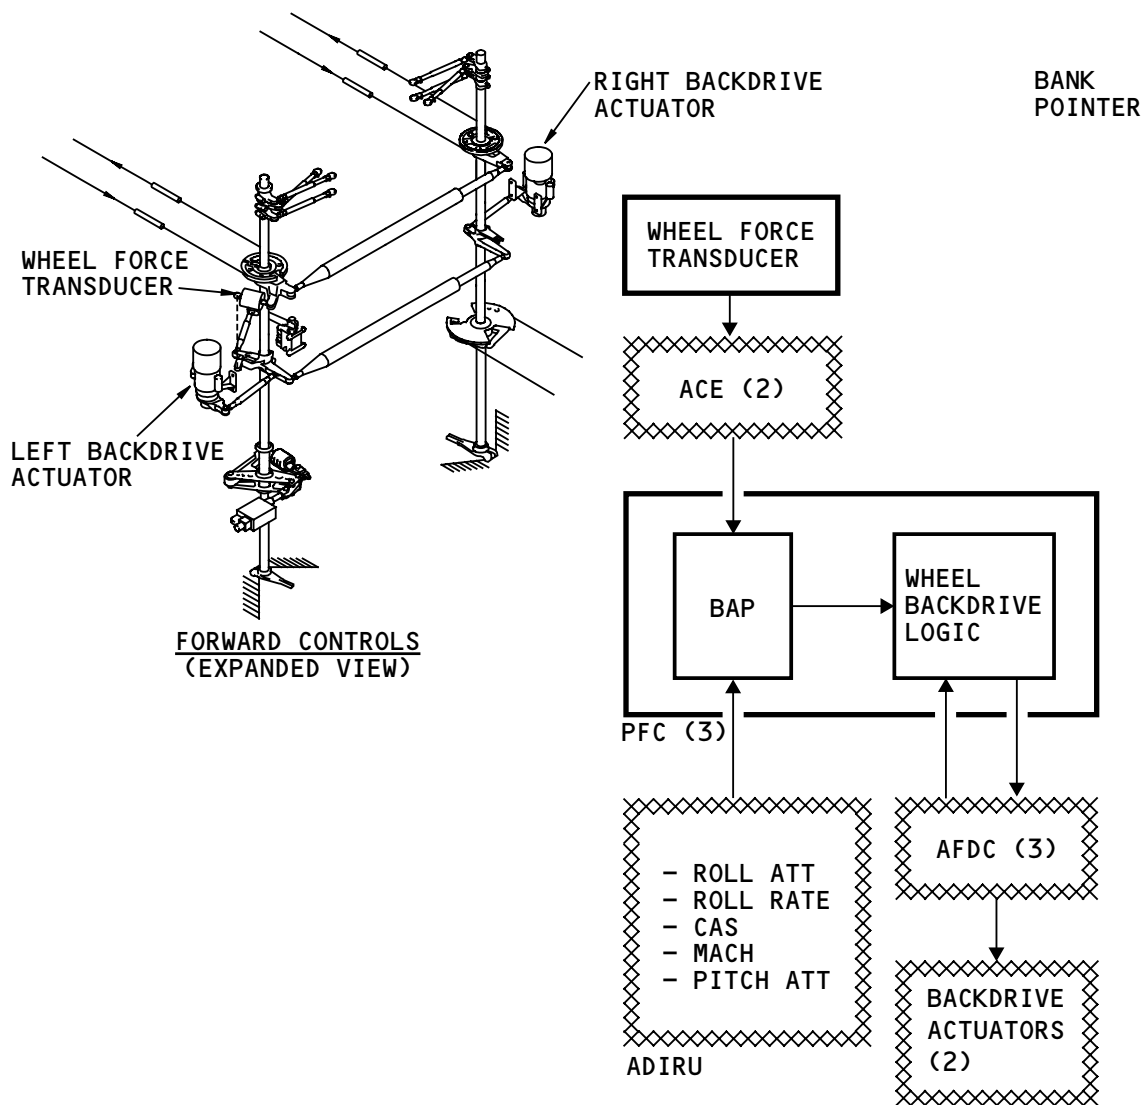 RIGHT BACKDRIVE
ACTUATOR
BANK
POINTER
WHEEL FORCE
TRANSDUCER
LEFT BACKDRIVE
ACTUATOR
FORWARD CONTROLS
(EXPANDED VIEW)
WHEEL FORCE
TRANSDUCER
ACE (2)
BAP
WHEEL
BACKDRIVE
LOGIC
PFC (3)
- ROLL ATT
- ROLL RATE
- CAS
- MACH
- PITCH ATT
ADIRU
AFDC (3)
BACKDRIVE
ACTUATORS
(2)